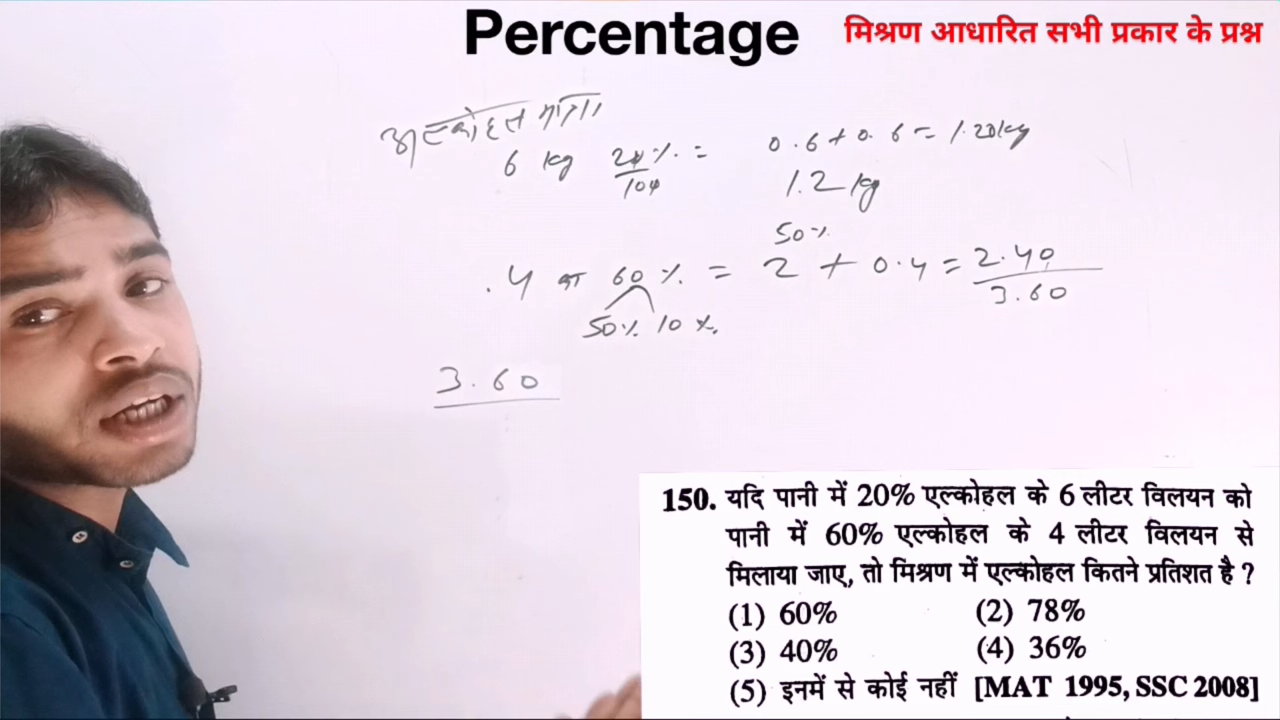 Percentage
मिश्रण आधारित सभी प्रकार के प्रश्न
अल्कोहल मात्रा
6 kg 20%/100 = 0.6 + 0.6 = 1.20kg
1.2 kg
50%
.4 का 60% = 2 + 0.4 = 2.40
3.60
50% 10%
3.60
150. यदि पानी में 20% एल्कोहल के 6 लीटर विलयन को
पानी में 60% एल्कोहल के 4 लीटर विलयन से
मिलाया जाए, तो मिश्रण में एल्कोहल कितने प्रतिशत है ?
(1) 60% (2) 78%
(3) 40% (4) 36%
(5) इनमें से कोई नहीं [MAT 1995, SSC 2008]